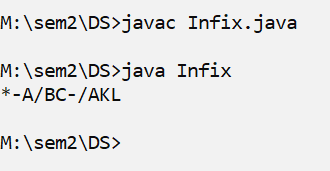 M:\sem2\DS>javac Infix.java
M:\sem2\DS>java Infix
*-A/BC-/AKL
M:\sem2\DS>